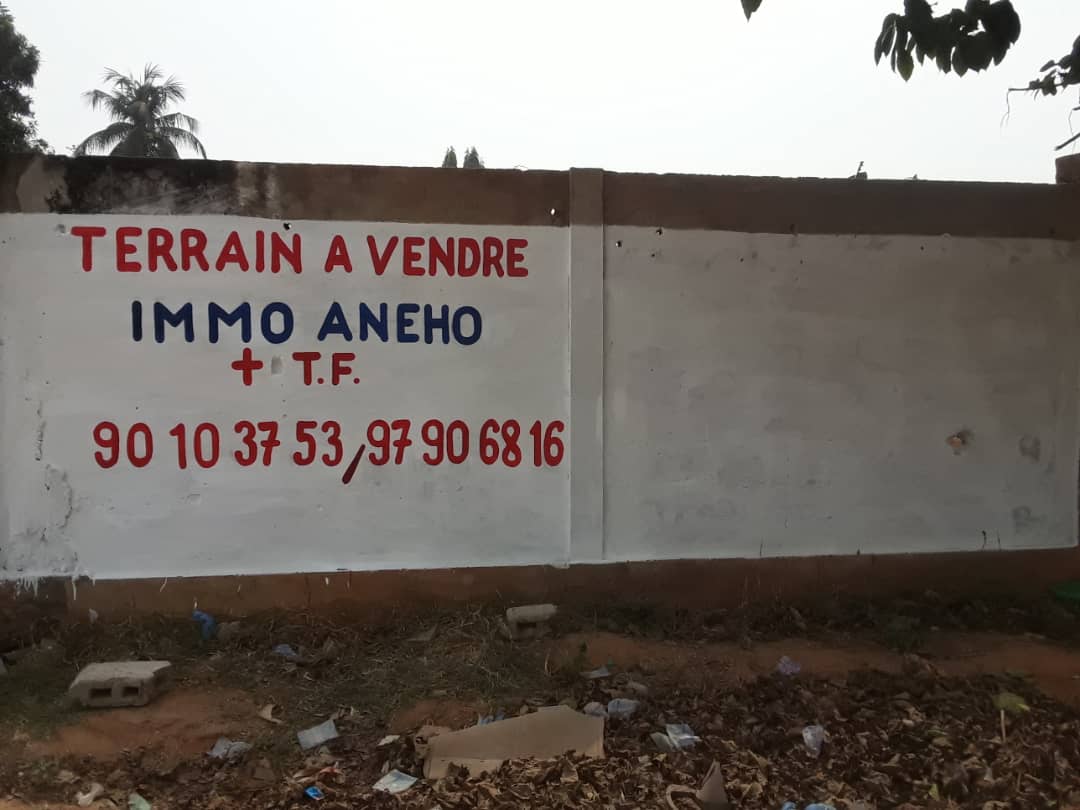 TERRAIN A VENDRE
IMMO ANEHO
+ T.F.
90 10 37 53, 97 90 68 16